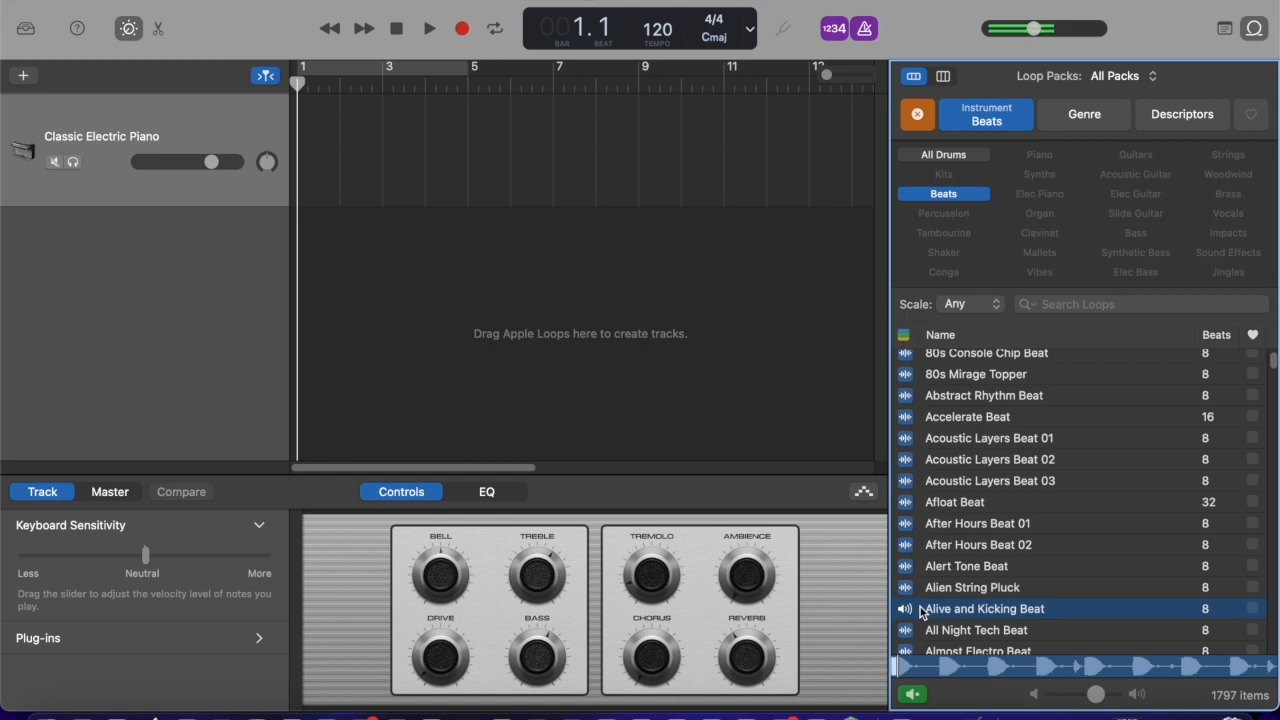 001.1
BAR BEAT
120
TEMPO
4/4
Cmaj
1234
1 3 5 7 9 11
Loop Packs: All Packs
Instrument
Beats
Genre
Descriptors
Classic Electric Piano
All Drums Piano Guitars Strings
Kits Synths Acoustic Guitar Woodwind
Beats Elec Piano Elec Guitar Brass
Percussion Organ Slide Guitar Vocals
Tambourine Clavinet Bass Impacts
Shaker Mallets Synthetic Bass Sound Effects
Conga Vibes Elec Bass Jingles
Scale: Any Search Loops
Name Beats
80s Console Chip Beat 8
80s Mirage Topper 8
Abstract Rhythm Beat 8
Accelerate Beat 16
Acoustic Layers Beat 01 8
Acoustic Layers Beat 02 8
Acoustic Layers Beat 03 8
Afloat Beat 32
After Hours Beat 01 8
After Hours Beat 02 8
Alert Tone Beat 8
Alien String Pluck 8
Alive and Kicking Beat 8
All Night Tech Beat 8
Almost Electro Beat 8
1797 items
Drag Apple Loops here to create tracks.
Track Master Compare
Controls EQ
Keyboard Sensitivity
Less Neutral More
Drag the slider to adjust the velocity level of notes you
play.
Plug-ins
BELL TREBLE TREMOLO AMBIENCE
DRIVE BASS CHORUS REVERB